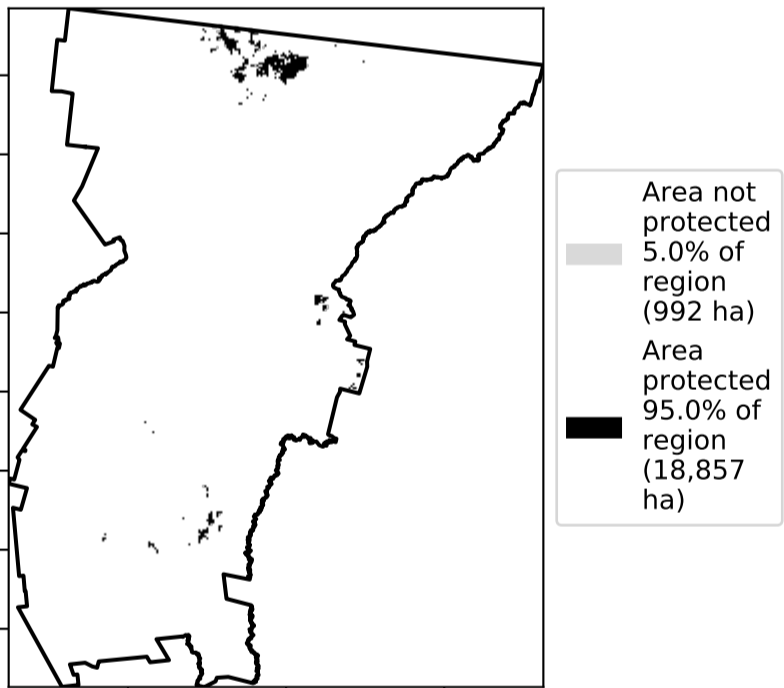 Area not
protected
5.0% of
region
(992 ha)
Area
protected
95.0% of
region
(18,857
ha)